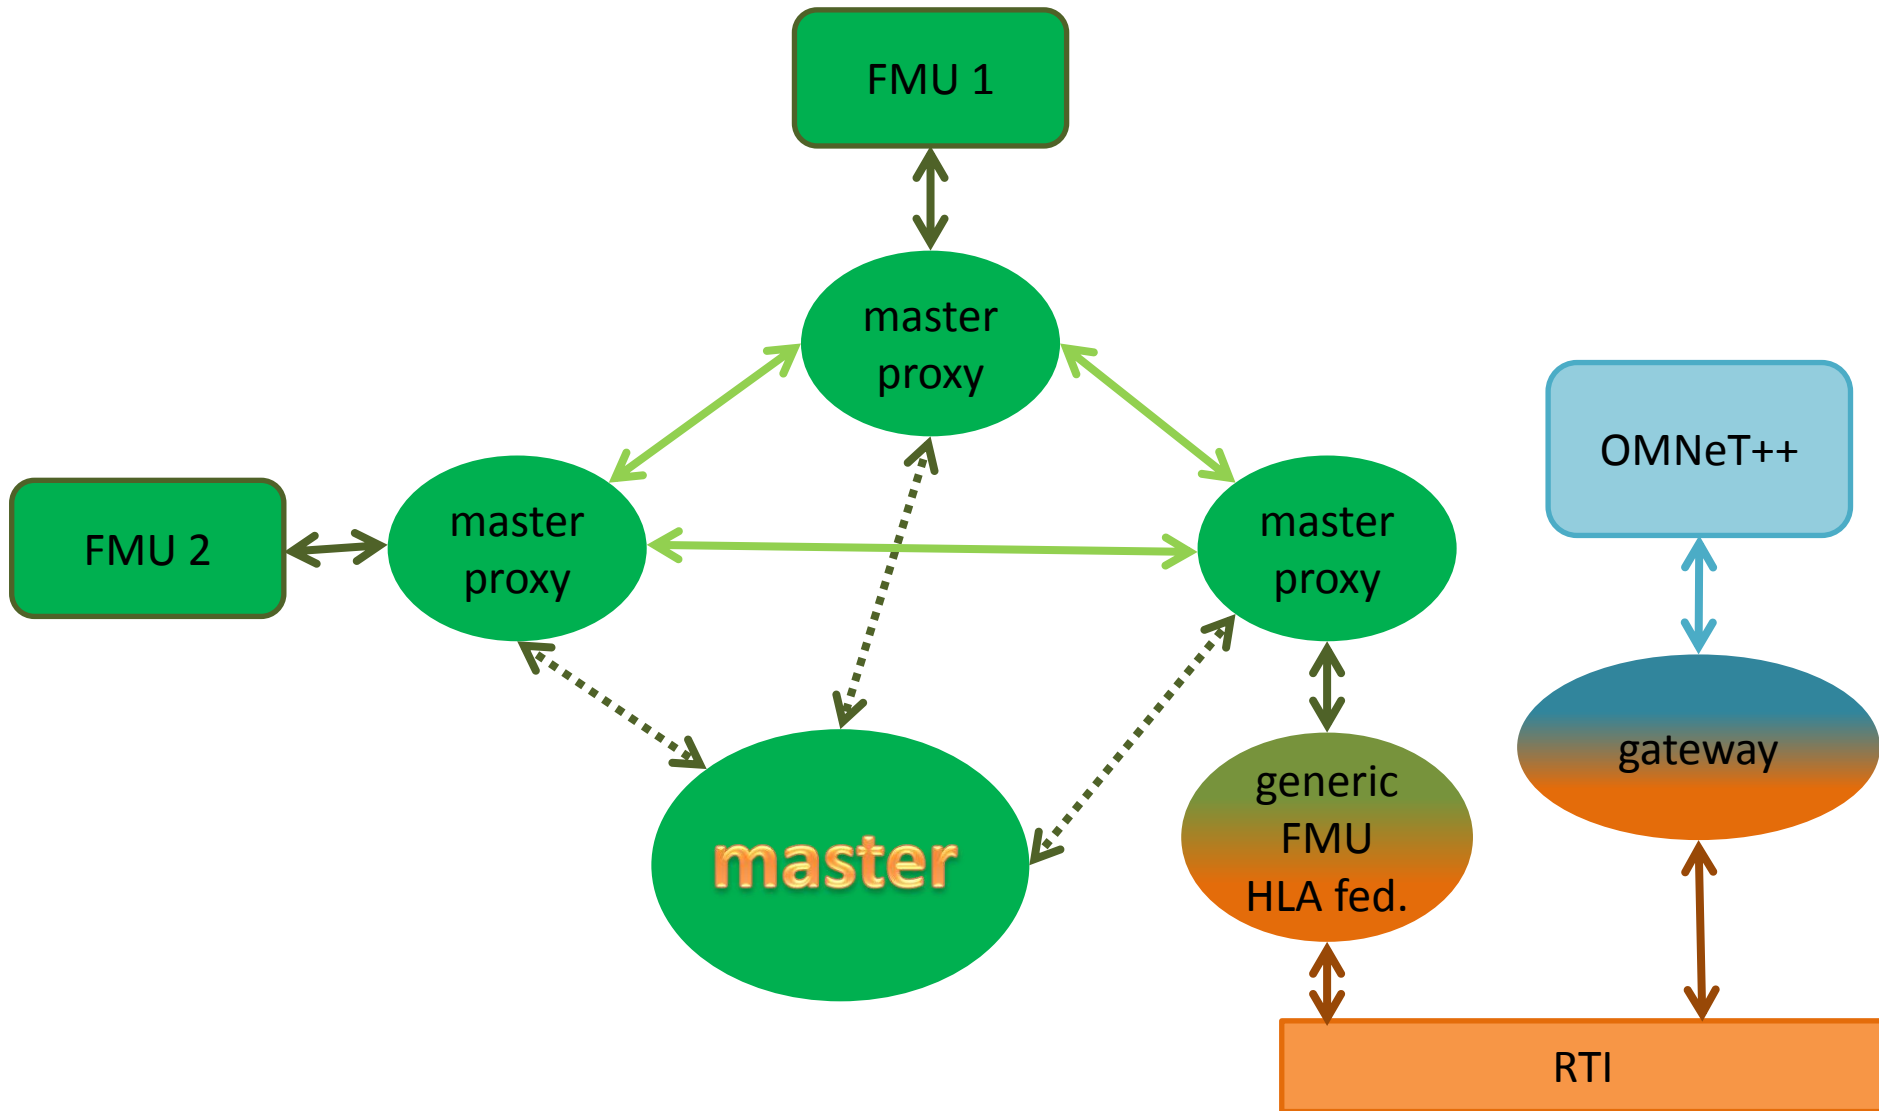 FMU 1
master
proxy
OMNeT++
FMU 2
master
proxy
master
proxy
gateway
generic
FMU
HLA fed.
master
RTI